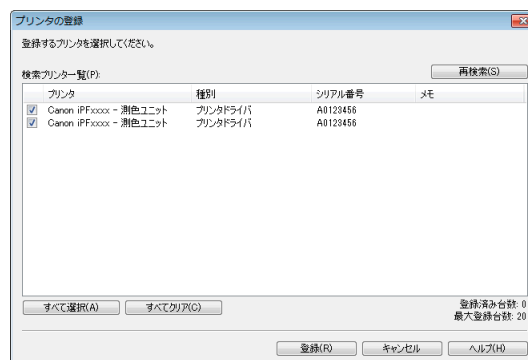 プリンタの登録
登録するプリンタを選択してください。
検索プリンター覧(P):
再検索(S)
プリンタ 種別 シリアル番号 メモ
Canon iPFxxxx - 測色ユニット プリンタドライバ A0123456
Canon iPFxxxx - 測色ユニット プリンタドライバ A0123456
すべて選択(A) すべてクリア(C)
登録済み台数: 0
最大登録台数: 20
登録(R) キャンセル ヘルプ(H)